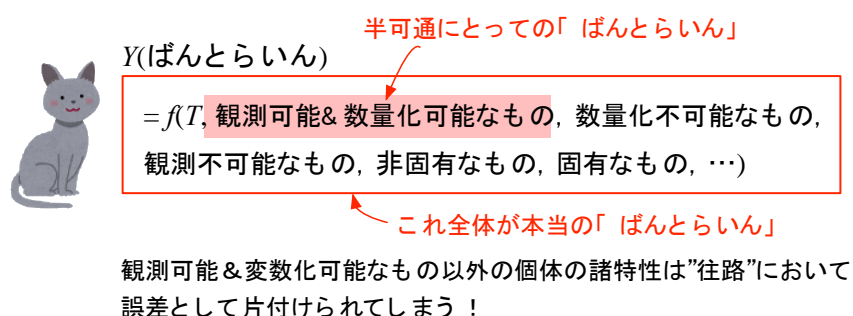 半可通にとっての「ばんとらいん」
Y(ばんとらいん)
= f(T, 観測可能& 数量化可能なもの, 数量化不可能なもの,
観測不可能なもの, 非固有なもの, 固有なもの, …)
これ全体が本当の「ばんとらいん」
観測可能＆変数化可能なもの以外の個体の諸特性は”往路”において
誤差として片付けられてしまう！